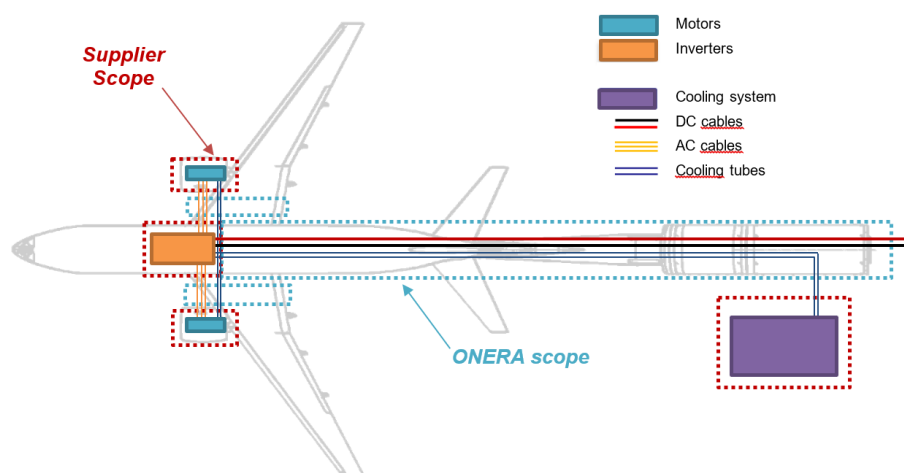 Supplier
Scope
Motors
Inverters
Cooling system
DC cables
AC cables
Cooling tubes
ONERA scope